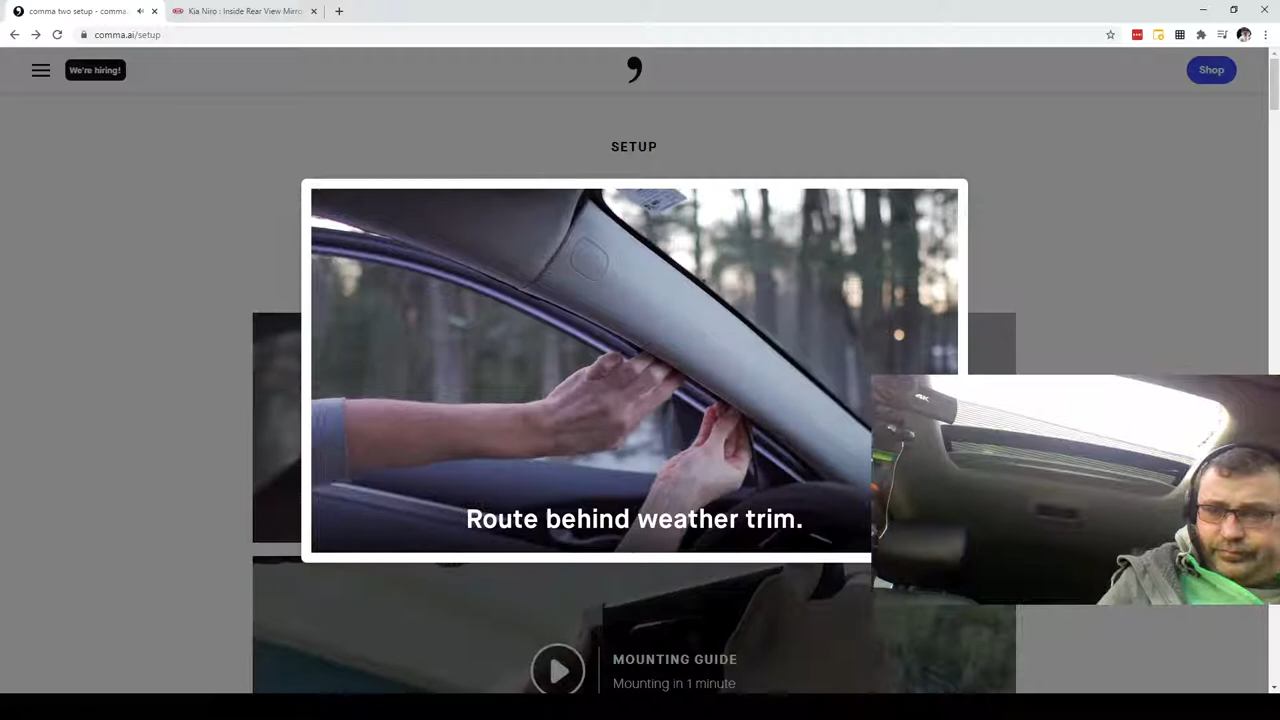 comma two setup - comma.
Kia Niro : Inside Rear View Mirro
comma.ai/setup
We're hiring!
Shop
SETUP
Route behind weather trim.
MOUNTING GUIDE
Mounting in 1 minute